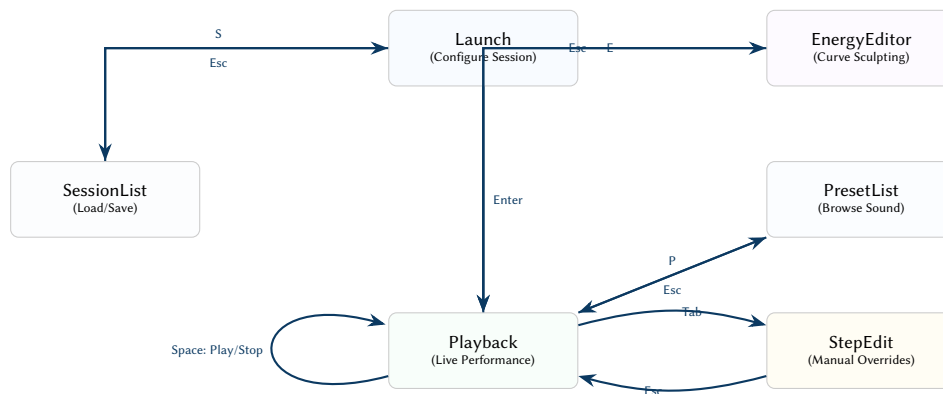 S
Esc
Launch
(Configure Session)
Esc
E
EnergyEditor
(Curve Sculpting)
SessionList
(Load/Save)
Enter
PresetList
(Browse Sound)
P
Esc
Tab
Space: Play/Stop
Playback
(Live Performance)
StepEdit
(Manual Overrides)
Esc